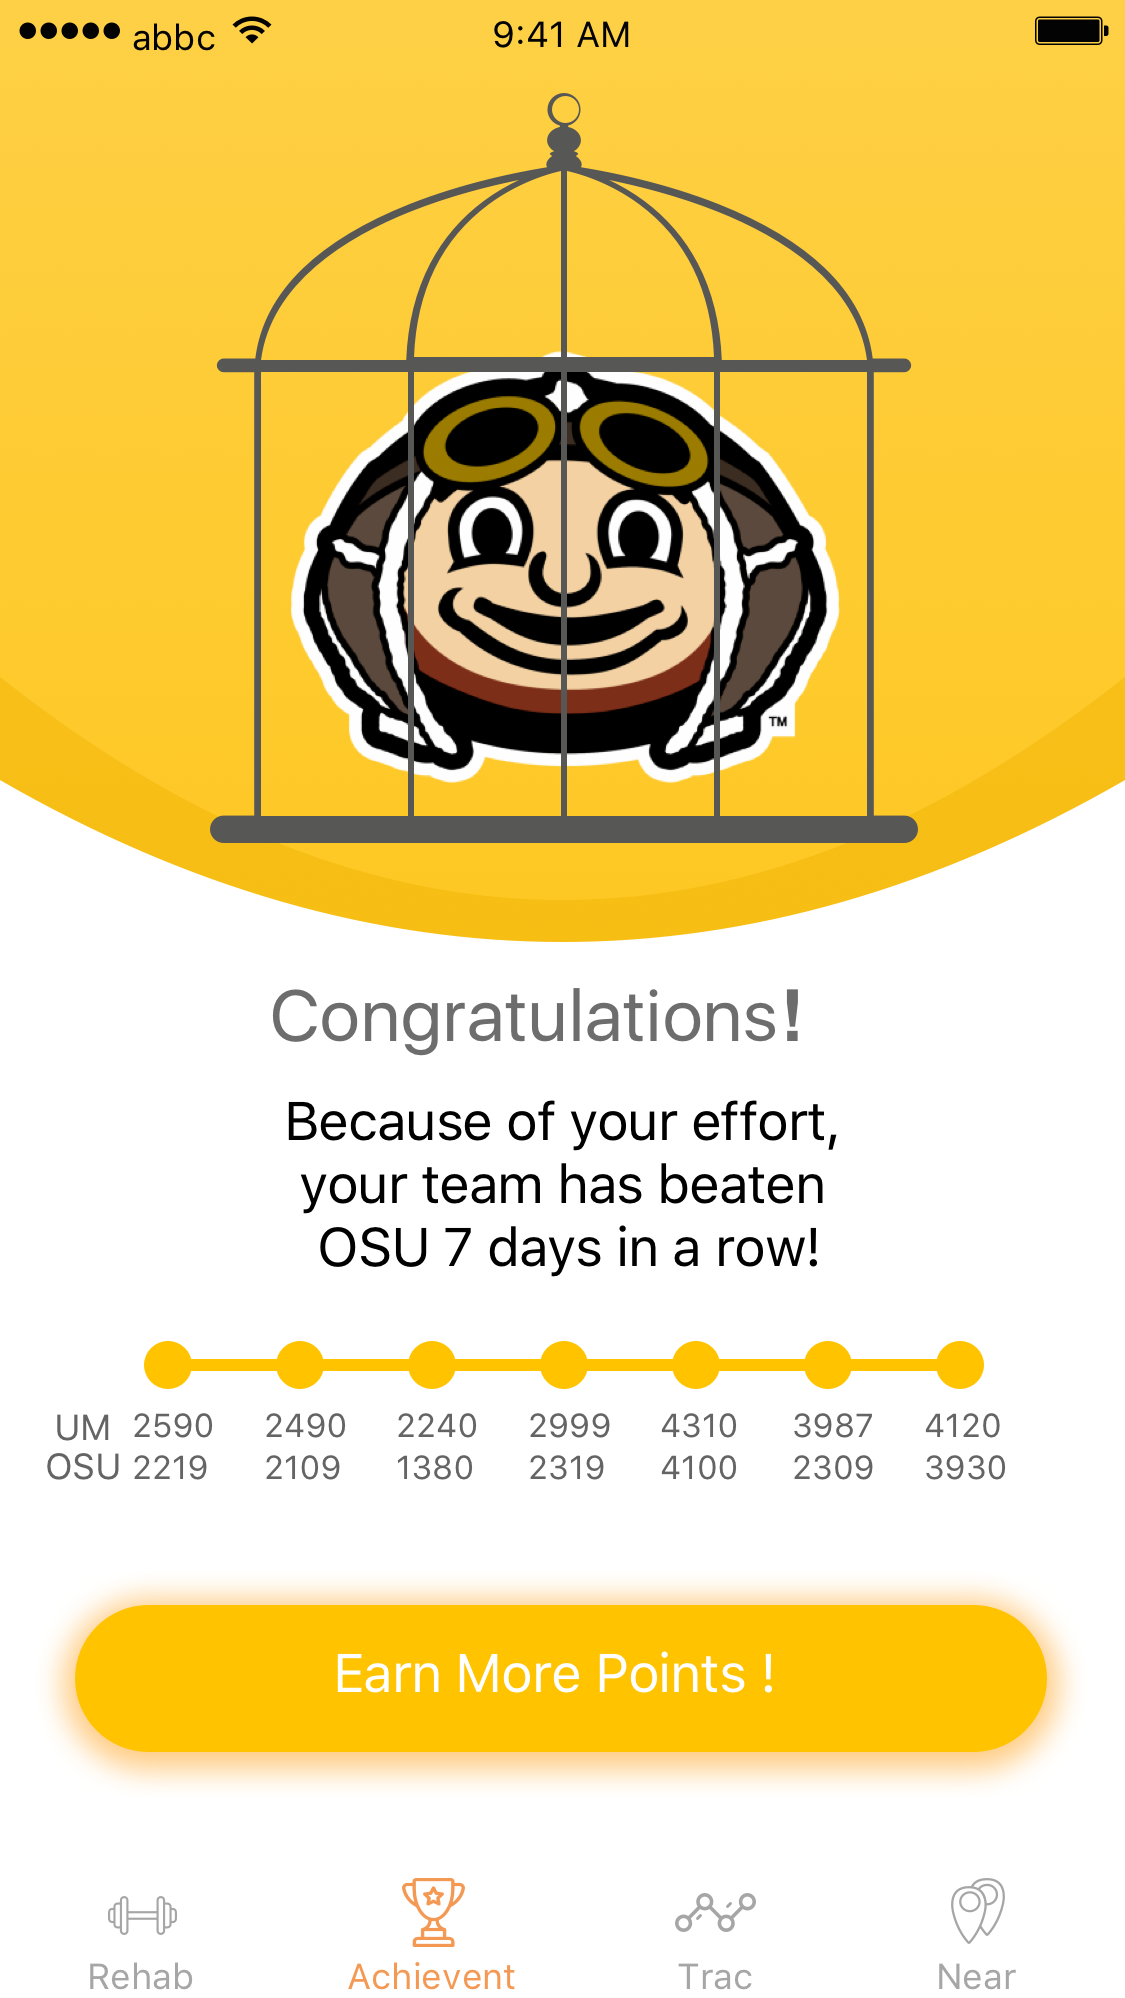 abbc 9:41 AM
TM
Congratulations!
Because of your effort,
your team has beaten
OSU 7 days in a row!
UM 2590 2490 2240 2999 4310 3987 4120
OSU 2219 2109 1380 2319 4100 2309 3930
Earn More Points !
Rehab Achievent Trac Near